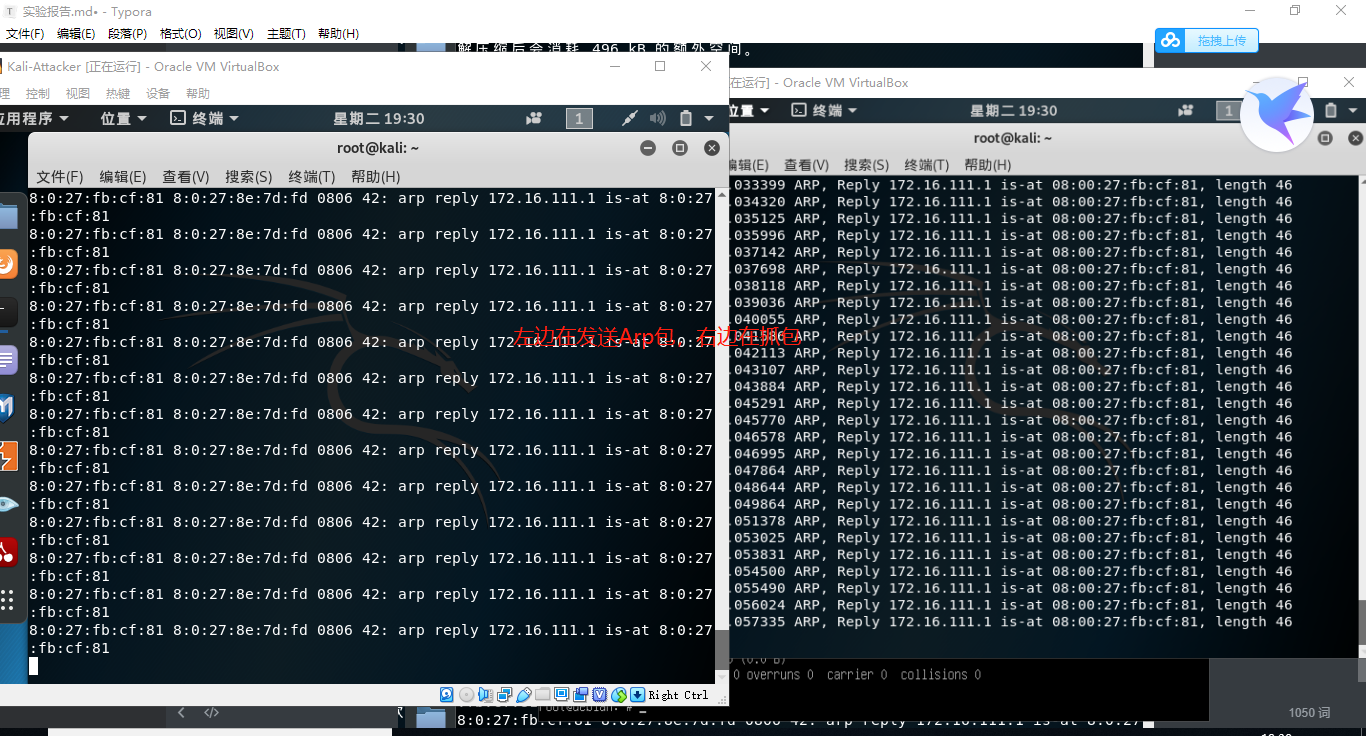 实验报告.md• - Typora
文件(F) 编辑(E) 段落(P) 格式(O) 视图(V) 主题(T) 帮助(H)
解压缩后会消耗 496 kB 的额外空间。
拖拽上传
Kali-Attacker [正在运行] - Oracle VM VirtualBox
控制 视图 热键 设备 帮助
应用程序 位置 终端 星期二 19:30 1
root@kali: ~
文件(F) 编辑(E) 查看(V) 搜索(S) 终端(T) 帮助(H)
8:0:27:fb:cf:81 8:0:27:8e:7d:fd 0806 42: arp reply 172.16.111.1 is-at 8:0:27
:fb:cf:81
8:0:27:fb:cf:81 8:0:27:8e:7d:fd 0806 42: arp reply 172.16.111.1 is-at 8:0:27
:fb:cf:81
8:0:27:fb:cf:81 8:0:27:8e:7d:fd 0806 42: arp reply 172.16.111.1 is-at 8:0:27
:fb:cf:81
8:0:27:fb:cf:81 8:0:27:8e:7d:fd 0806 42: arp reply 172.16.111.1 is-at 8:0:27
:fb:cf:81
8:0:27:fb:cf:81 8:0:27:8e:7d:fd 0806 42: arp reply 172.16.111.1 is-at 8:0:27
:fb:cf:81
8:0:27:fb:cf:81 8:0:27:8e:7d:fd 0806 42: arp reply 172.16.111.1 is-at 8:0:27
:fb:cf:81
8:0:27:fb:cf:81 8:0:27:8e:7d:fd 0806 42: arp reply 172.16.111.1 is-at 8:0:27
:fb:cf:81
8:0:27:fb:cf:81 8:0:27:8e:7d:fd 0806 42: arp reply 172.16.111.1 is-at 8:0:27
:fb:cf:81
8:0:27:fb:cf:81 8:0:27:8e:7d:fd 0806 42: arp reply 172.16.111.1 is-at 8:0:27
:fb:cf:81
8:0:27:fb:cf:81 8:0:27:8e:7d:fd 0806 42: arp reply 172.16.111.1 is-at 8:0:27
:fb:cf:81
8:0:27:fb:cf:81 8:0:27:8e:7d:fd 0806 42: arp reply 172.16.111.1 is-at 8:0:27
:fb:cf:81
8:0:27:fb:cf:81 8:0:27:8e:7d:fd 0806 42: arp reply 172.16.111.1 is-at 8:0:27
:fb:cf:81
8:0:27:fb:cf:81 8:0:27:8e:7d:fd 0806 42: arp reply 172.16.111.1 is-at 8:0:27
:fb:cf:81
Right Ctrl
左边在发送Arp包，右边在抓包
在运行] - Oracle VM VirtualBox
位置 终端 星期二 19:30 1
root@kali: ~
编辑(E) 查看(V) 搜索(S) 终端(T) 帮助(H)
.033399 ARP, Reply 172.16.111.1 is-at 08:00:27:fb:cf:81, length 46
.034320 ARP, Reply 172.16.111.1 is-at 08:00:27:fb:cf:81, length 46
.035125 ARP, Reply 172.16.111.1 is-at 08:00:27:fb:cf:81, length 46
.035996 ARP, Reply 172.16.111.1 is-at 08:00:27:fb:cf:81, length 46
.037142 ARP, Reply 172.16.111.1 is-at 08:00:27:fb:cf:81, length 46
.037698 ARP, Reply 172.16.111.1 is-at 08:00:27:fb:cf:81, length 46
.038118 ARP, Reply 172.16.111.1 is-at 08:00:27:fb:cf:81, length 46
.039036 ARP, Reply 172.16.111.1 is-at 08:00:27:fb:cf:81, length 46
.040055 ARP, Reply 172.16.111.1 is-at 08:00:27:fb:cf:81, length 46
ARP, Reply 172.16.111.1 is-at 08:00:27:fb:cf:81, length 46
.042113 ARP, Reply 172.16.111.1 is-at 08:00:27:fb:cf:81, length 46
.043107 ARP, Reply 172.16.111.1 is-at 08:00:27:fb:cf:81, length 46
.043884 ARP, Reply 172.16.111.1 is-at 08:00:27:fb:cf:81, length 46
.045291 ARP, Reply 172.16.111.1 is-at 08:00:27:fb:cf:81, length 46
.045770 ARP, Reply 172.16.111.1 is-at 08:00:27:fb:cf:81, length 46
.046578 ARP, Reply 172.16.111.1 is-at 08:00:27:fb:cf:81, length 46
.046995 ARP, Reply 172.16.111.1 is-at 08:00:27:fb:cf:81, length 46
.047864 ARP, Reply 172.16.111.1 is-at 08:00:27:fb:cf:81, length 46
.048644 ARP, Reply 172.16.111.1 is-at 08:00:27:fb:cf:81, length 46
.049864 ARP, Reply 172.16.111.1 is-at 08:00:27:fb:cf:81, length 46
.051378 ARP, Reply 172.16.111.1 is-at 08:00:27:fb:cf:81, length 46
.053025 ARP, Reply 172.16.111.1 is-at 08:00:27:fb:cf:81, length 46
.053831 ARP, Reply 172.16.111.1 is-at 08:00:27:fb:cf:81, length 46
.054500 ARP, Reply 172.16.111.1 is-at 08:00:27:fb:cf:81, length 46
.055490 ARP, Reply 172.16.111.1 is-at 08:00:27:fb:cf:81, length 46
.056024 ARP, Reply 172.16.111.1 is-at 08:00:27:fb:cf:81, length 46
.057335 ARP, Reply 172.16.111.1 is-at 08:00:27:fb:cf:81, length 46
(0.0 B)
0 overruns 0 carrier 0 collisions 0
root@debian: # _
8:0:27:fb:cf:81 8:0:27:8e:7d:fd 0806 42: arp reply 172.16.111.1 is-at 8:0:27
1050 词